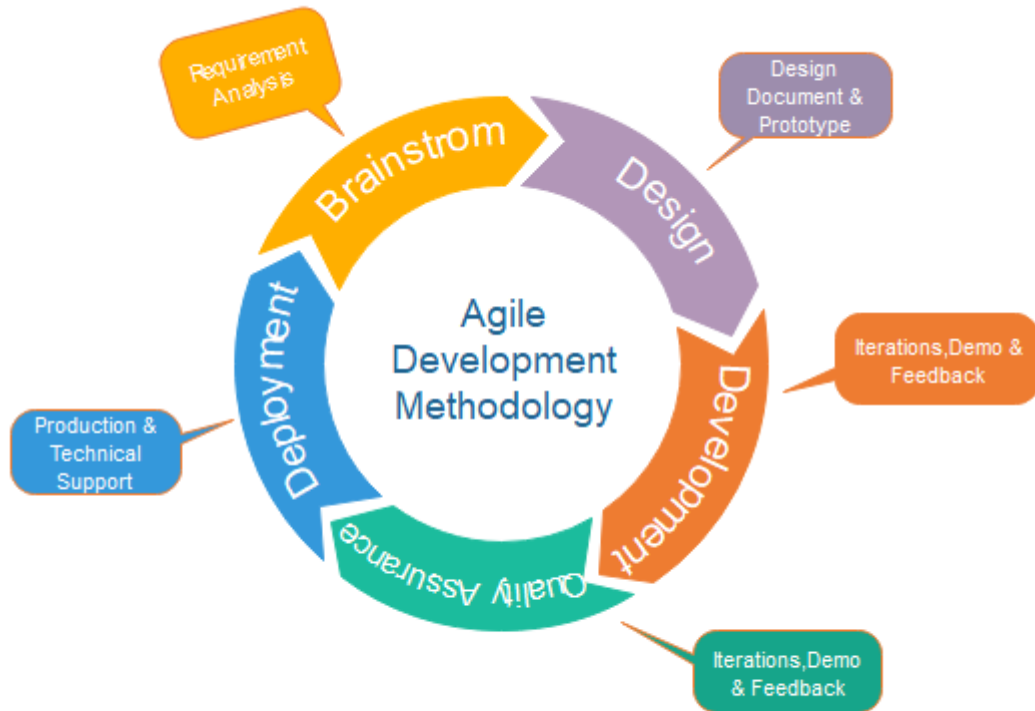 Requirement
Analysis
Brainstrom
Design
Document &
Prototype
Design
Iterations,Demo &
Feedback
Development
Agile
Development
Methodology
Deployment
Production &
Technical
Support
Quality Assurance
Iterations,Demo
& Feedback